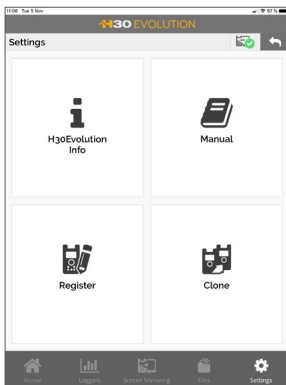 11:06 Tue 5 Nov 97 %
H30 EVOLUTION
Settings
H30Evolution
Info
Manual
Register
Clone
Home
Loggers
Screen Mirroring
Files
Settings